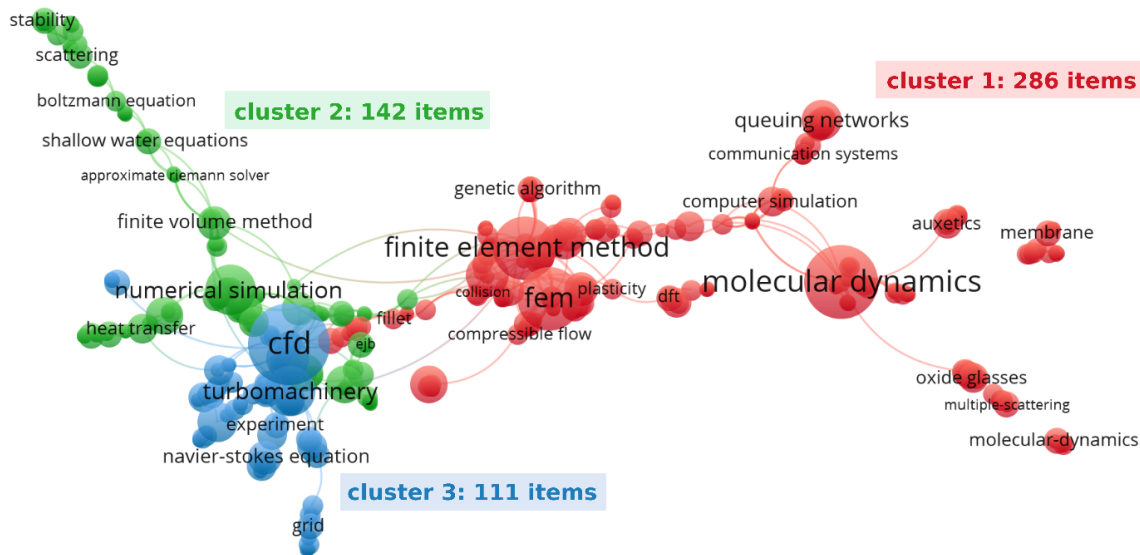 stability
scattering
cluster 1: 286 items
boltzmann equation
cluster 2: 142 items
queuing networks
shallow water equations
communication systems
approximate riemann solver
genetic algorithm
computer simulation
finite volume method
auxetics
membrane
finite element method
numerical simulation
molecular dynamics
collision
fem
plasticity
dft
heat transfer
fillet
compressible flow
cfd
ejb
turbomachinery
oxide glasses
multiple-scattering
experiment
molecular-dynamics
navier-stokes equation
cluster 3: 111 items
grid